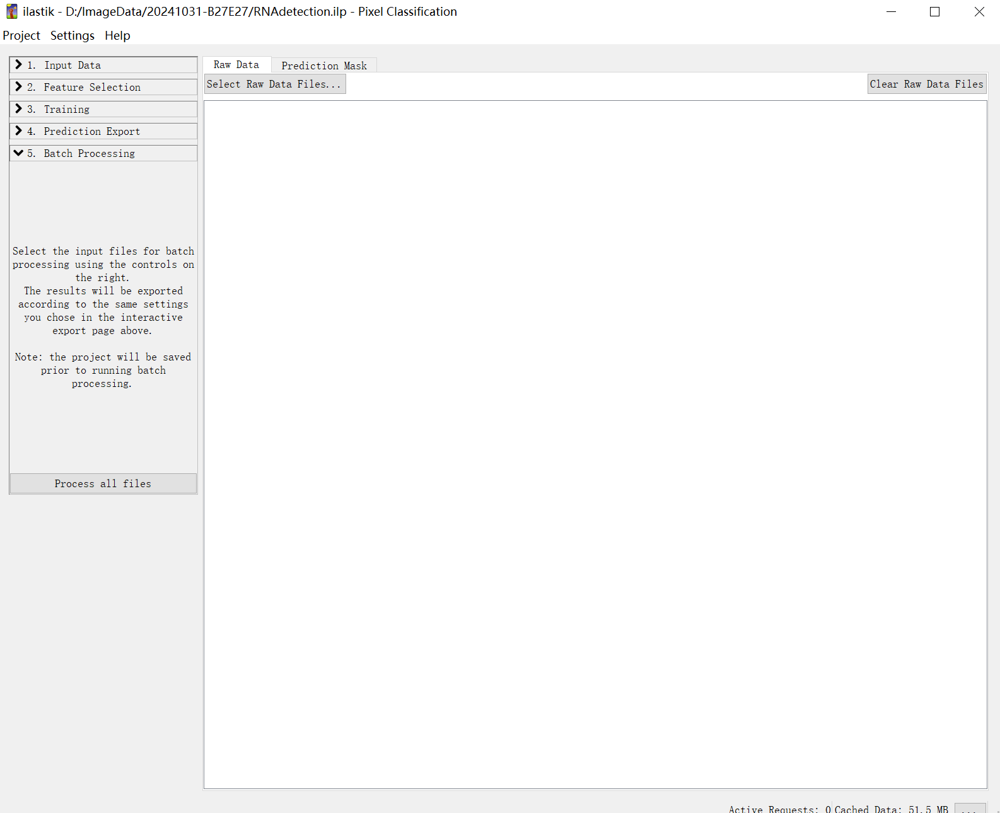 ilastik - D:/ImageData/20241031-B27E27/RNAdetection.ilp - Pixel Classification
Project Settings Help
1. Input Data
2. Feature Selection
3. Training
4. Prediction Export
5. Batch Processing
Select the input files for batch
processing using the controls on
the right.
The results will be exported
according to the same settings
you chose in the interactive
export page above.
Note: the project will be saved
prior to running batch
processing.
Process all files
Raw Data Prediction Mask
Select Raw Data Files... Clear Raw Data Files
Active Requests: 0 Cached Data: 51.5 MB ...